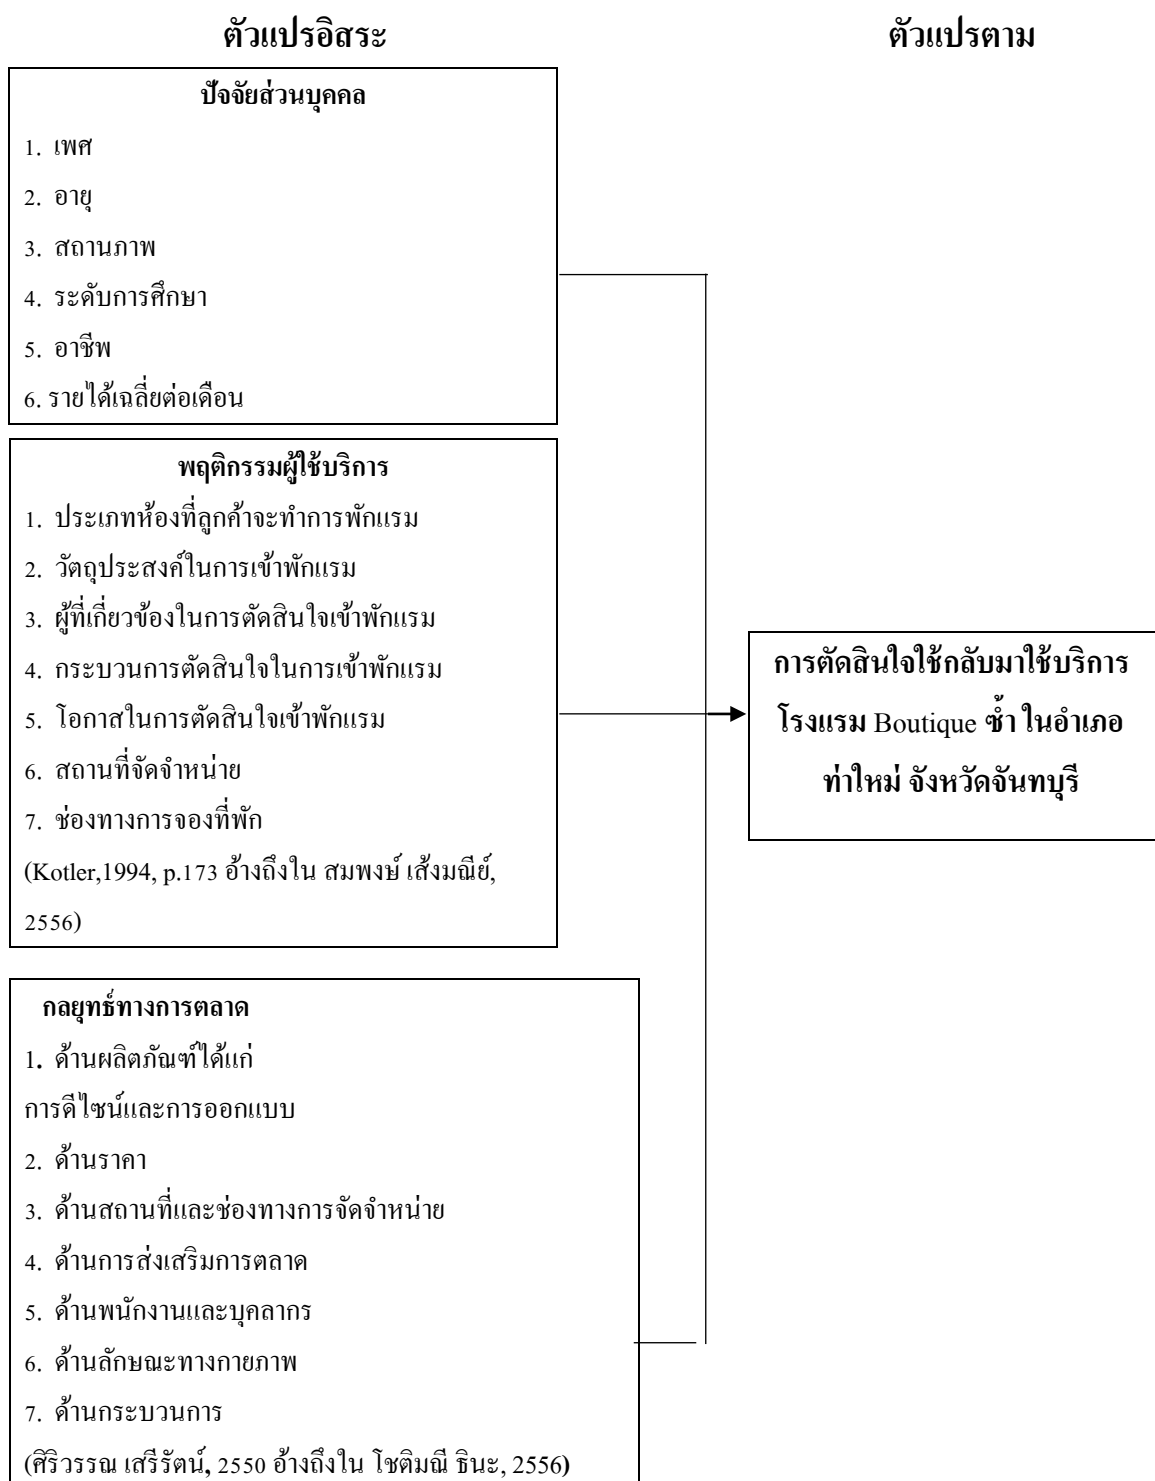 ตัวแปรอิสระ
ตัวแปรตาม
ปัจจัยส่วนบุคคล
1. เพศ
2. อายุ
3. สถานภาพ
4. ระดับการศึกษา
5. อาชีพ
6. รายได้เฉลี่ยต่อเดือน
พฤติกรรมผู้ใช้บริการ
1. ประเภทห้องที่ลูกค้าจะทำการพักแรม
2. วัตถุประสงค์ในการเข้าพักแรม
3. ผู้ที่เกี่ยวข้องในการตัดสินใจเข้าพักแรม
4. กระบวนการตัดสินใจในการเข้าพักแรม
5. โอกาสในการตัดสินใจเข้าพักแรม
6. สถานที่จัดจำหน่าย
7. ช่องทางการจองที่พัก
(Kotler,1994, p.173 อ้างถึงใน สมพงษ์ เส้งมณีย์,
2556)
การตัดสินใจใช้กลับมาใช้บริการ
โรงแรม Boutique ซ้ำ ในอำเภอ
ท่าใหม่ จังหวัดจันทบุรี
กลยุทธ์ทางการตลาด
1. ด้านผลิตภัณฑ์ได้แก่
การดีไซน์และการออกแบบ
2. ด้านราคา
3. ด้านสถานที่และช่องทางการจัดจำหน่าย
4. ด้านการส่งเสริมการตลาด
5. ด้านพนักงานและบุคลากร
6. ด้านลักษณะทางกายภาพ
7. ด้านกระบวนการ
(ศิริวรรณ เสรีรัตน์, 2550 อ้างถึงใน โชติมณี ธินะ, 2556)